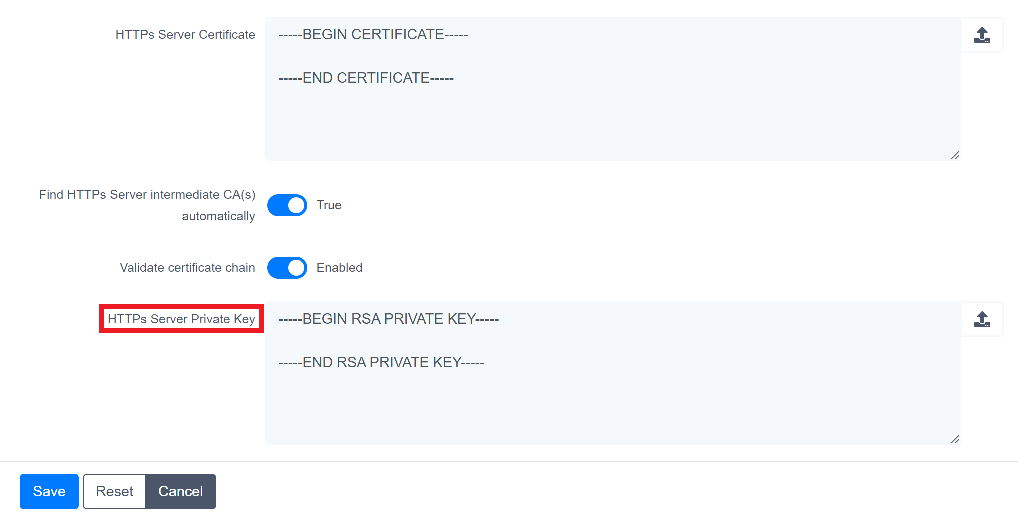 HTTPs Server Certificate
-----BEGIN CERTIFICATE-----
-----END CERTIFICATE-----
Find HTTPs Server intermediate CA(s)
automatically
True
Validate certificate chain
Enabled
HTTPs Server Private Key
-----BEGIN RSA PRIVATE KEY-----
-----END RSA PRIVATE KEY-----
Save Reset Cancel